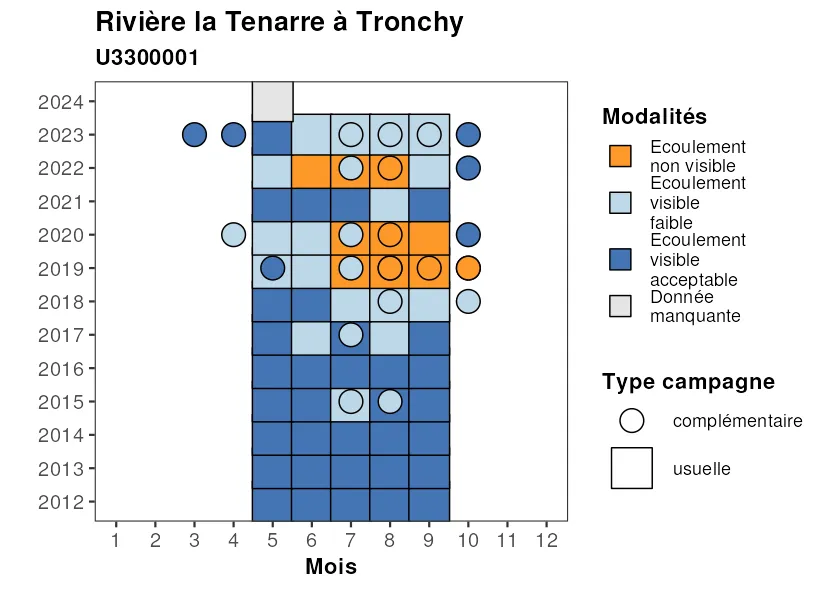 Rivière la Tenarre à Tronchy
U3300001
2024
2023
2022
2021
2020
2019
2018
2017
2016
2015
2014
2013
2012
1 2 3 4 5 6 7 8 9 10 11 12
Mois
Modalités
Ecoulement
non visible
Ecoulement
visible
faible
Ecoulement
visible
acceptable
Donnée
manquante
Type campagne
complémentaire
usuelle